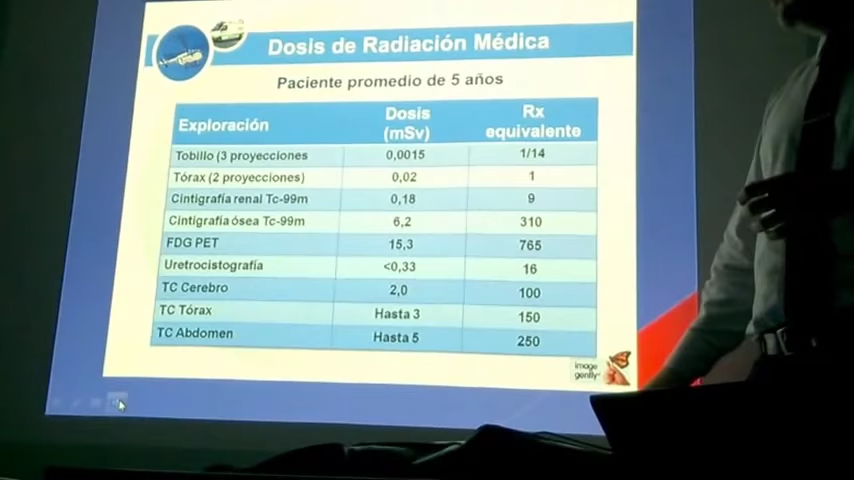 Dosis de Radiación Médica
Paciente promedio de 5 años
Exploración Dosis (mSv) Rx equivalente
Tobillo (3 proyecciones 0,0015 1/14
Tórax (2 proyecciones) 0,02 1
Cintigrafía renal Tc-99m 0,18 9
Cintigrafía ósea Tc-99m 6,2 310
FDG PET 15,3 765
Uretrocistografía <0,33 16
TC Cerebro 2,0 100
TC Tórax Hasta 3 150
TC Abdomen Hasta 5 250
image
gently